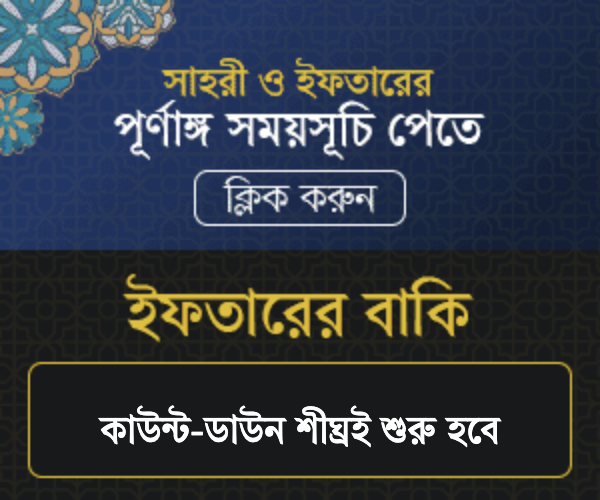 সাহরী ও ইফতারের
পূর্ণাঙ্গ সময়সূচি পেতে
ক্লিক করুন
ইফতারের বাকি
কাউন্ট-ডাউন শীঘ্রই শুরু হবে